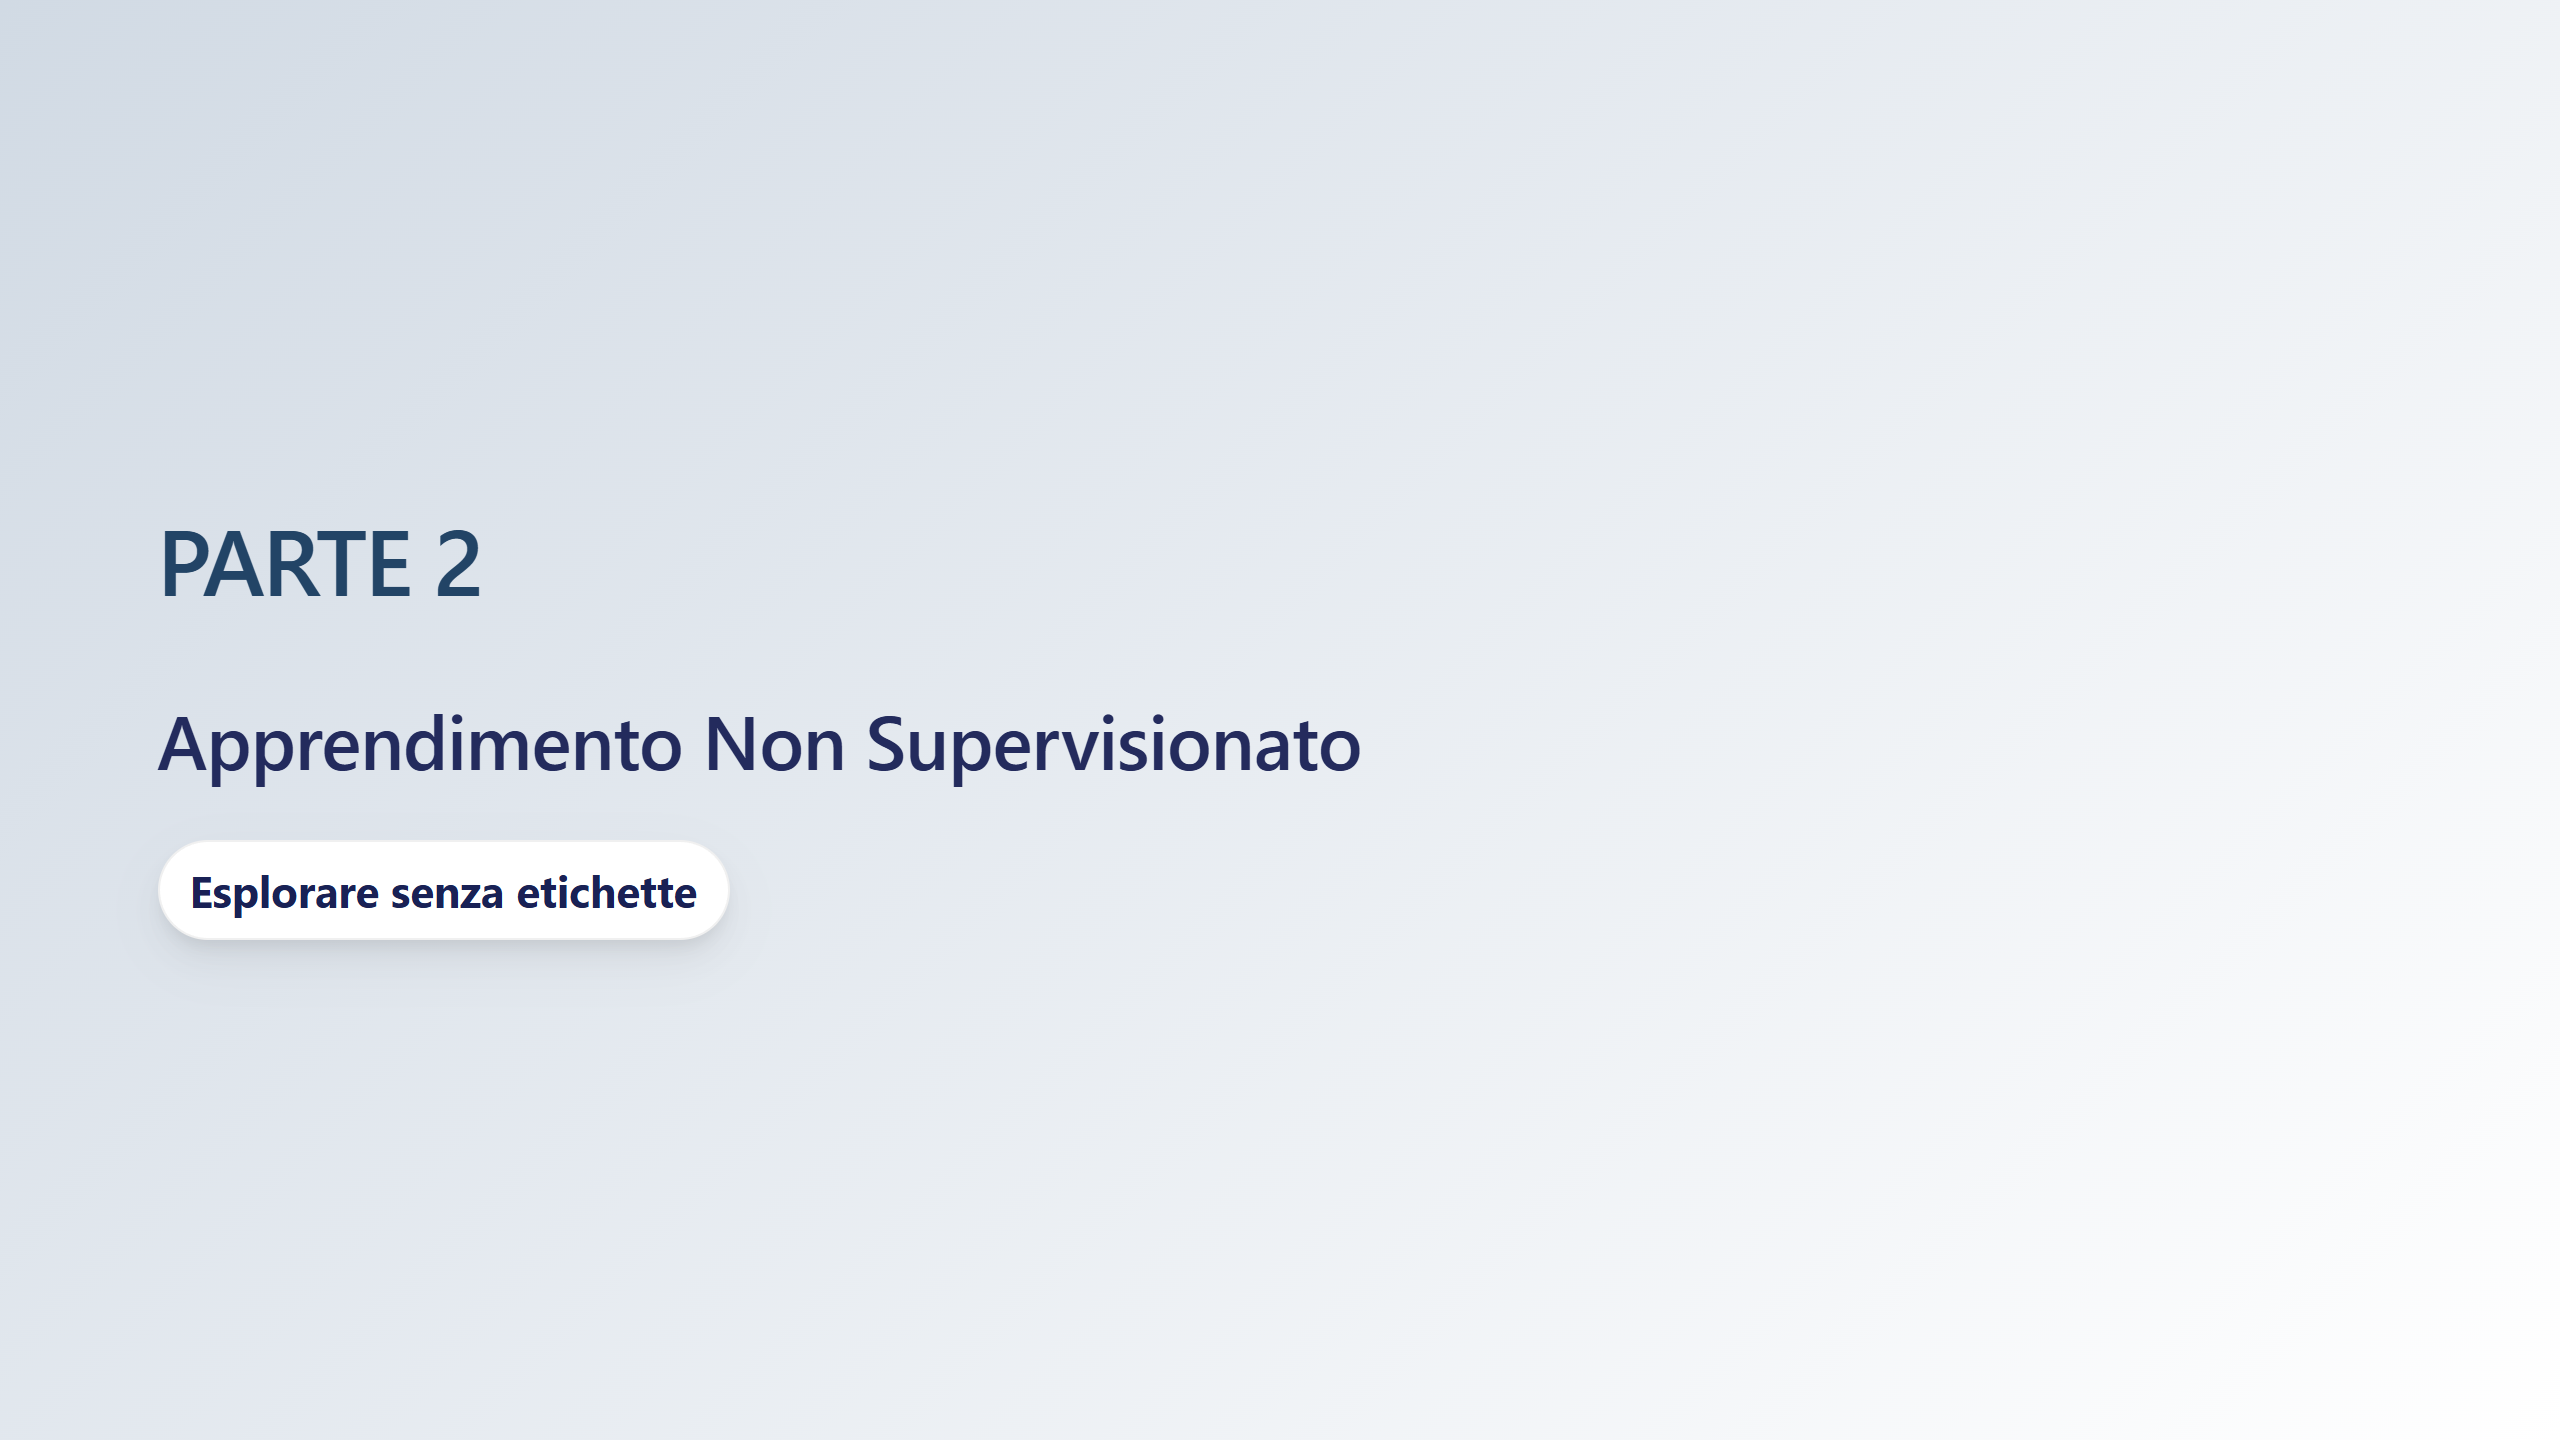 PARTE 2
Apprendimento Non Supervisionato
Esplorare senza etichette